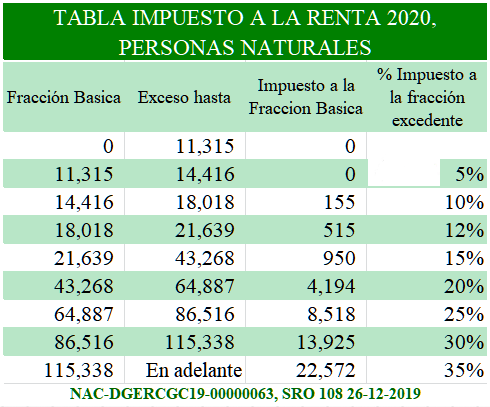 TABLA IMPUESTO A LA RENTA 2020,
PERSONAS NATURALES
Fracción Basica Exceso hasta Impuesto a la Fraccion Basica % Impuesto a la fracción excedente
0 11,315 0
11,315 14,416 0 5%
14,416 18,018 155 10%
18,018 21,639 515 12%
21,639 43,268 950 15%
43,268 64,887 4,194 20%
64,887 86,516 8,518 25%
86,516 115,338 13,925 30%
115,338 En adelante 22,572 35%
NAC-DGERCGC19-00000063, SRO 108 26-12-2019